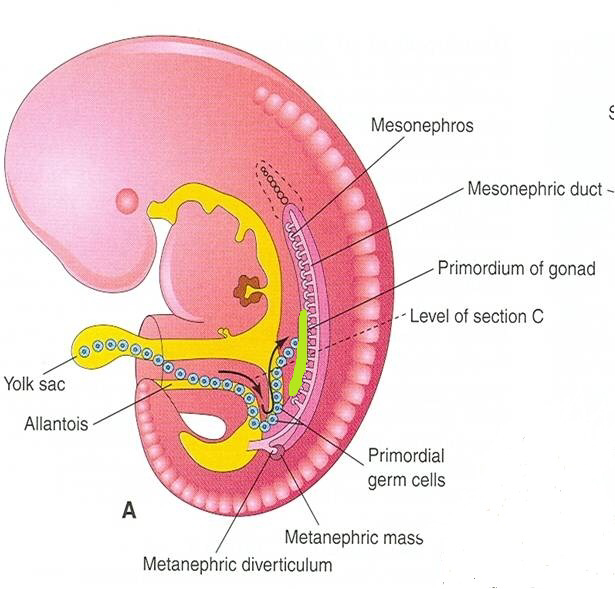 Mesonephros
Mesonephric duct
Primordium of gonad
Level of section C
Yolk sac
Allantois
Primordial
germ cells
A
Metanephric mass
Metanephric diverticulum